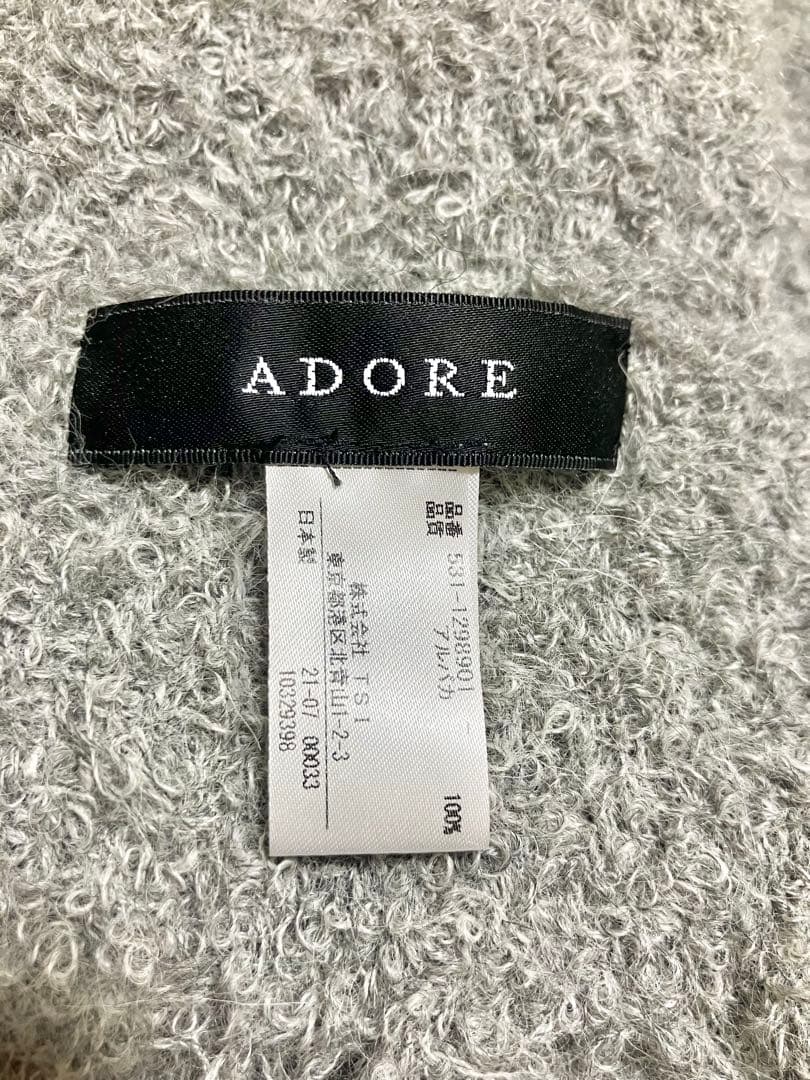 ADORE
品番 531-1298901
品質 アルパカ 100%
株式会社 TSI
東京都港区北青山1-2-3
21-07 00033
日本製 10329398